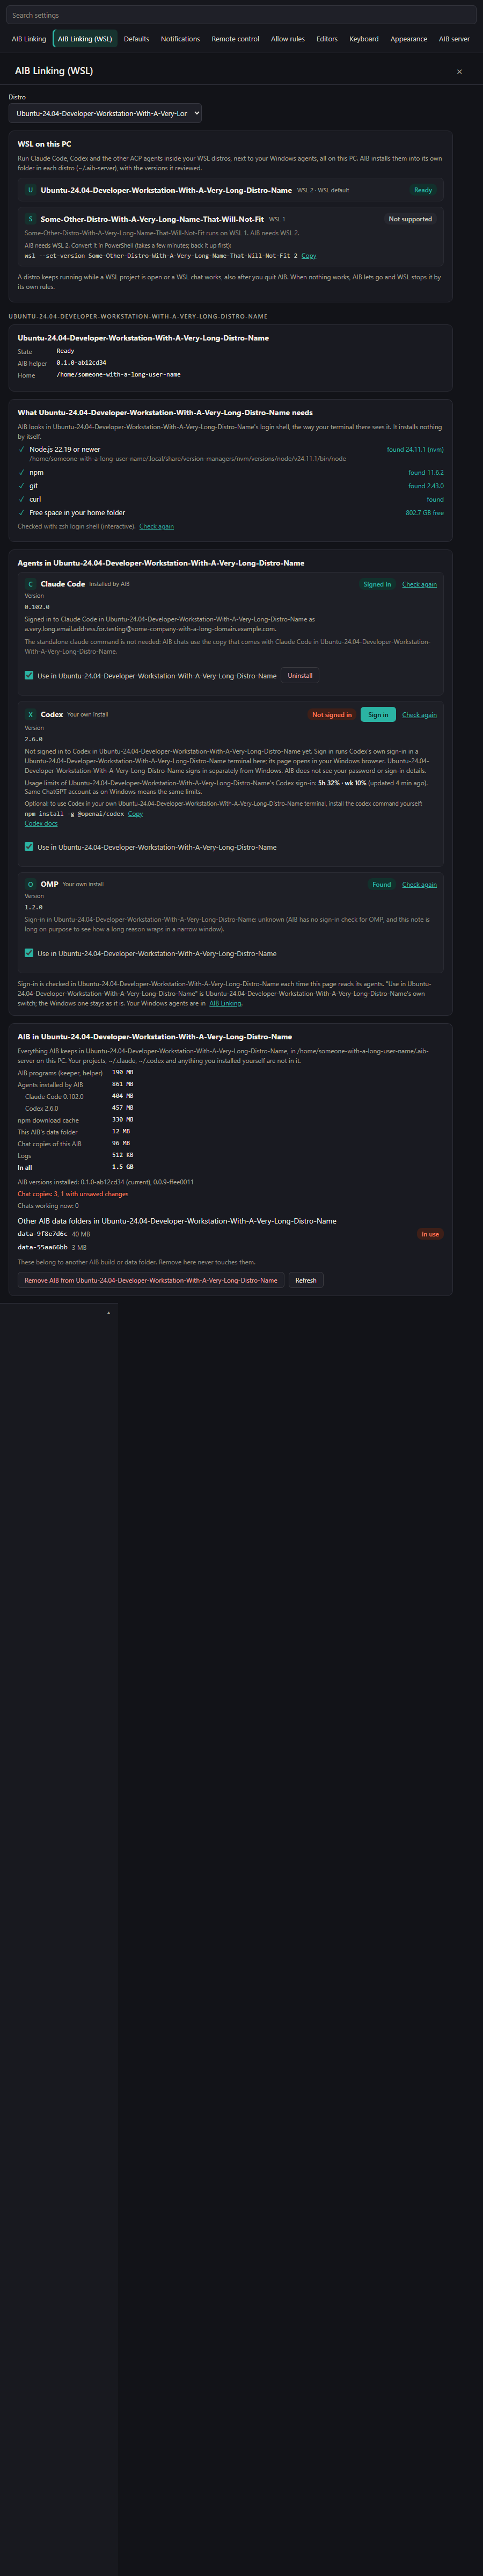 Search settings
AIB Linking
AIB Linking (WSL)
Defaults
Notifications
Remote control
Allow rules
Editors
Keyboard
Appearance
AIB server
AIB Linking (WSL)
×
Distro
Ubuntu-24.04-Developer-Workstation-With-A-Very-Lor
WSL on this PC
Run Claude Code, Codex and the other ACP agents inside your WSL distros, next to your Windows agents, all on this PC. AIB installs them into its own
folder in each distro (~/.aib-server), with the versions it reviewed.
U Ubuntu-24.04-Developer-Workstation-With-A-Very-Long-Distro-Name WSL 2 · WSL default Ready
S Some-Other-Distro-With-A-Very-Long-Name-That-Will-Not-Fit WSL 1 Not supported
Some-Other-Distro-With-A-Very-Long-Name-That-Will-Not-Fit runs on WSL 1. AIB needs WSL 2.
AIB needs WSL 2. Convert it in PowerShell (takes a few minutes; back it up first):
wsl --set-version Some-Other-Distro-With-A-Very-Long-Name-That-Will-Not-Fit 2 Copy
A distro keeps running while a WSL project is open or a WSL chat works, also after you quit AIB. When nothing works, AIB lets go and WSL stops it by
its own rules.
UBUNTU-24.04-DEVELOPER-WORKSTATION-WITH-A-VERY-LONG-DISTRO-NAME
Ubuntu-24.04-Developer-Workstation-With-A-Very-Long-Distro-Name
State Ready
AIB helper 0.1.0-ab12cd34
Home /home/someone-with-a-long-user-name
What Ubuntu-24.04-Developer-Workstation-With-A-Very-Long-Distro-Name needs
AIB looks in Ubuntu-24.04-Developer-Workstation-With-A-Very-Long-Distro-Name's login shell, the way your terminal there sees it. It installs nothing
by itself.
✓ Node.js 22.19 or newer found 24.11.1 (nvm)
/home/someone-with-a-long-user-name/.local/share/version-managers/nvm/versions/node/v24.11.1/bin/node
✓ npm found 11.6.2
✓ git found 2.43.0
✓ curl found
✓ Free space in your home folder 802.7 GB free
Checked with: zsh login shell (interactive). Check again
Agents in Ubuntu-24.04-Developer-Workstation-With-A-Very-Long-Distro-Name
C Claude Code Installed by AIB Signed in Check again
Version
0.102.0
Signed in to Claude Code in Ubuntu-24.04-Developer-Workstation-With-A-Very-Long-Distro-Name as
a.very.long.email.address.for.testing@some-company-with-a-long-domain.example.com.
The standalone claude command is not needed: AIB chats use the copy that comes with Claude Code in Ubuntu-24.04-Developer-Workstation-
With-A-Very-Long-Distro-Name.
Use in Ubuntu-24.04-Developer-Workstation-With-A-Very-Long-Distro-Name Uninstall
X Codex Your own install Not signed in Sign in Check again
Version
2.6.0
Not signed in to Codex in Ubuntu-24.04-Developer-Workstation-With-A-Very-Long-Distro-Name yet. Sign in runs Codex's own sign-in in a
Ubuntu-24.04-Developer-Workstation-With-A-Very-Long-Distro-Name terminal here; its page opens in your Windows browser. Ubuntu-24.04-
Developer-Workstation-With-A-Very-Long-Distro-Name signs in separately from Windows. AIB does not see your password or sign-in details.
Usage limits of Ubuntu-24.04-Developer-Workstation-With-A-Very-Long-Distro-Name's Codex sign-in: 5h 32% · wk 10% (updated 4 min ago).
Same ChatGPT account as on Windows means the same limits.
Optional to use Codex in your own Ubuntu-24.04-Developer-Workstation-With-A-Very-Long-Distro-Name terminal, install the codex command yourself:
npm install -g @openai/codex Copy
Codex docs
Use in Ubuntu-24.04-Developer-Workstation-With-A-Very-Long-Distro-Name
O OMP Your own install Found Check again
Version
1.2.0
Sign-in in Ubuntu-24.04-Developer-Workstation-With-A-Very-Long-Distro-Name: unknown (AIB has no sign-in check for OMP, and this note is
long on purpose to see how a long reason wraps in a narrow window).
Use in Ubuntu-24.04-Developer-Workstation-With-A-Very-Long-Distro-Name
Sign-in is checked in Ubuntu-24.04-Developer-Workstation-With-A-Very-Long-Distro-Name each time this page reads its agents. "Use in Ubuntu-
24.04-Developer-Workstation-With-A-Very-Long-Distro-Name" is Ubuntu-24.04-Developer-Workstation-With-A-Very-Long-Distro-Name's own
switch; the Windows one stays as it is. Your Windows agents are in AIB Linking.
AIB in Ubuntu-24.04-Developer-Workstation-With-A-Very-Long-Distro-Name
Everything AIB keeps in Ubuntu-24.04-Developer-Workstation-With-A-Very-Long-Distro-Name, in /home/someone-with-a-long-user-name/.aib-
server on this PC. Your projects, ~/.claude, ~/.codex and anything you installed yourself are not in it.
AIB programs (keeper, helper) 190 MB
Agents installed by AIB 861 MB
Claude Code 0.102.0 404 MB
Codex 2.6.0 457 MB
npm download cache 330 MB
This AIB's data folder 12 MB
Chat copies of this AIB 96 MB
Logs 512 KB
In all 1.5 GB
AIB versions installed: 0.1.0-ab12cd34 (current), 0.0.9-ffee0011
Chat copies: 3, 1 with unsaved changes
Chats working now: 0
Other AIB data folders in Ubuntu-24.04-Developer-Workstation-With-A-Very-Long-Distro-Name
data-9f8e7d6c 40 MB In use
data-55aa66bb 3 MB
These belong to another AIB build or data folder. Remove here never touches them.
Remove AIB from Ubuntu-24.04-Developer-Workstation-With-A-Very-Long-Distro-Name Refresh